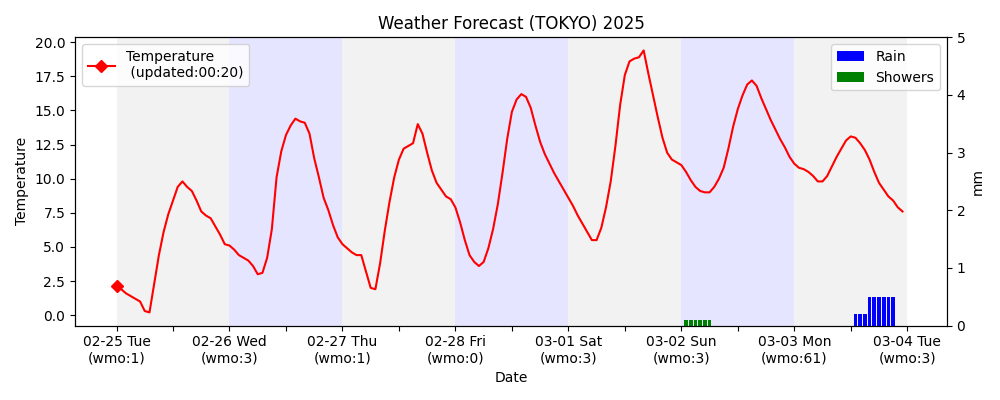 Weather Forecast (TOKYO) 2025
Temperature
(updated:00:20)
Rain
Showers
20.0
17.5
15.0
12.5
10.0
7.5
5.0
2.5
0.0
Temperature
5
4
3
2
1
0
mm
02-25 Tue
(wmo:1)
02-26 Wed
(wmo:3)
02-27 Thu
(wmo:1)
02-28 Fri
(wmo:0)
03-01 Sat
(wmo:3)
03-02 Sun
(wmo:3)
03-03 Mon
(wmo:61)
03-04 Tue
(wmo:3)
Date